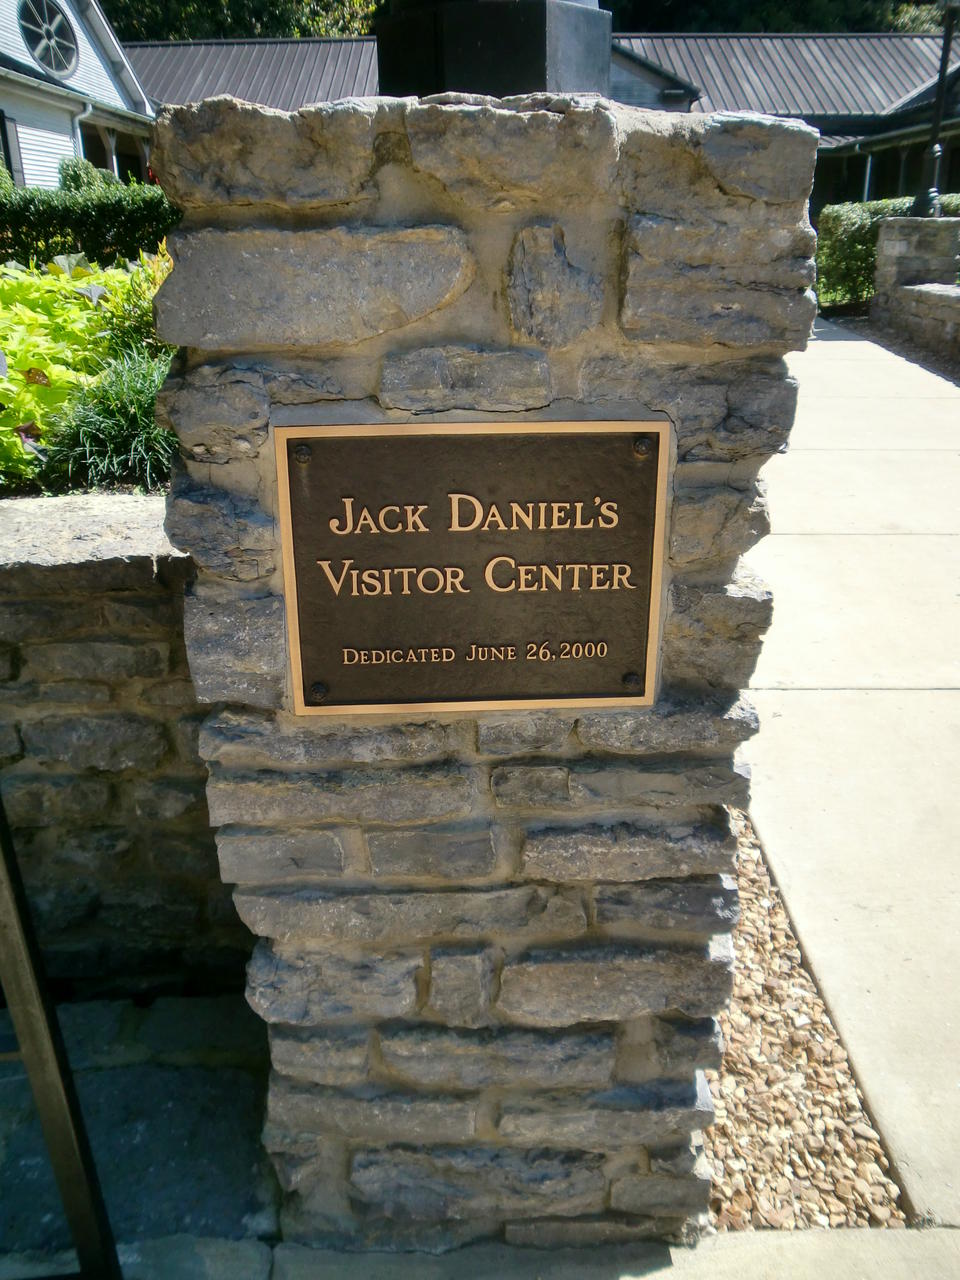 JACK DANIEL'S
VISITOR CENTER
DEDICATED JUNE 26, 2000